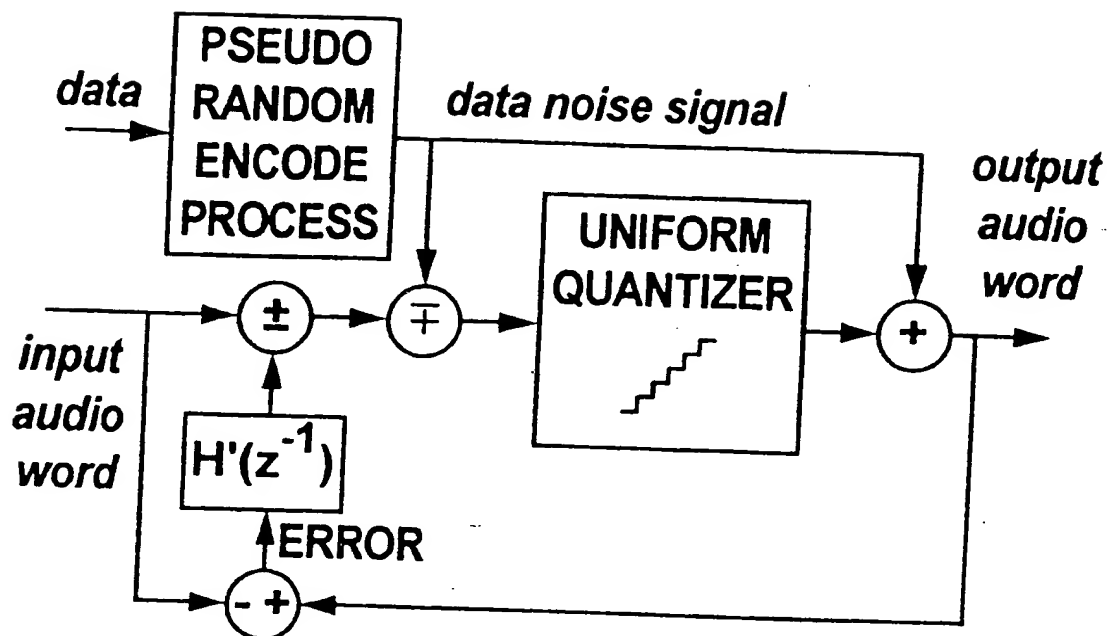 PSEUDO
RANDOM
ENCODE
PROCESS
data
data noise signal
output
audio
word
UNIFORM
QUANTIZER
±
∓
+
input
audio
word
H'(z⁻¹)
ERROR
- +